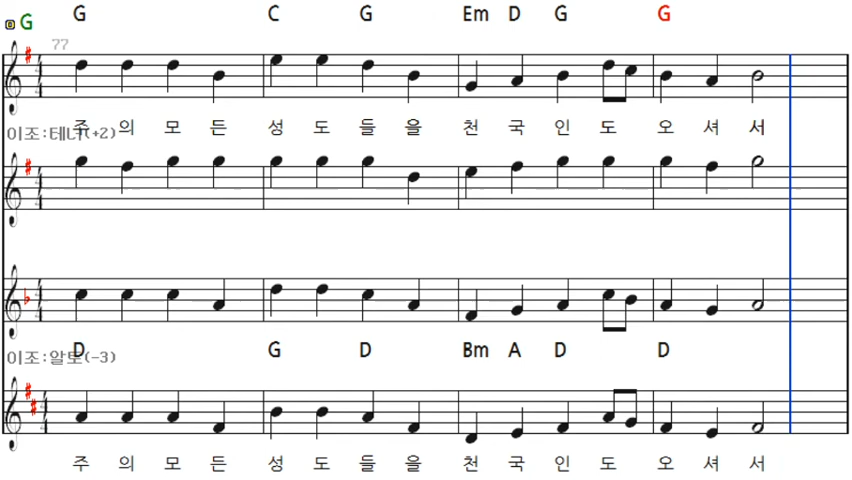 G G C G Em D G G
77
주 의 모 든 성 도 들 을 천 국 인 도 오 셔 서
이조:테너(+2)
D G D Bm A D D
이조:알토(-3)
주 의 모 든 성 도 들 을 천 국 인 도 오 셔 서